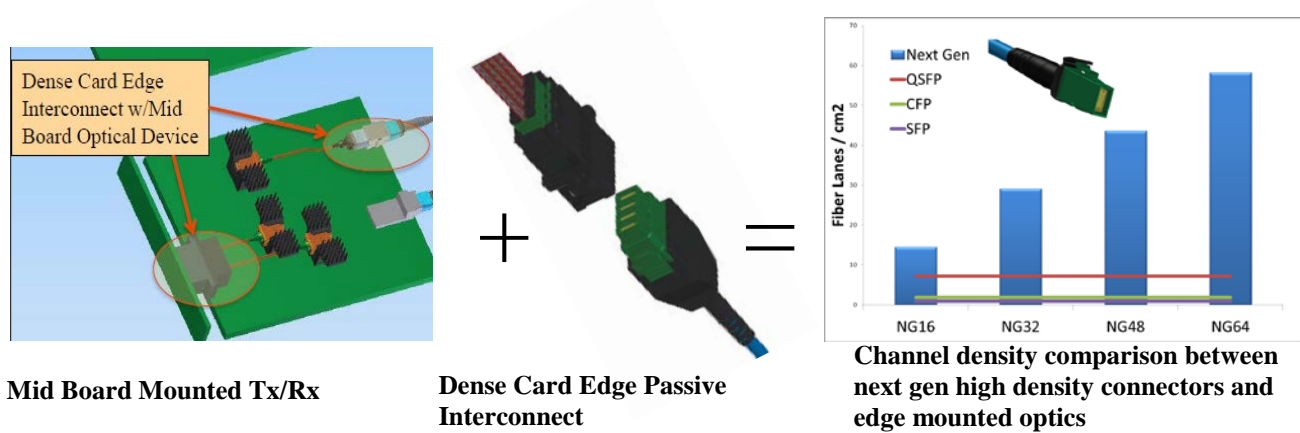 Dense Card Edge
Interconnect w/Mid
Board Optical Device
+
=
70
60
50
40
30
20
10
0
Fiber Lanes / cm2
Next Gen
QSFP
CFP
SFP
NG16
NG32
NG48
NG64
Mid Board Mounted Tx/Rx
Dense Card Edge Passive
Interconnect
Channel density comparison between
next gen high density connectors and
edge mounted optics